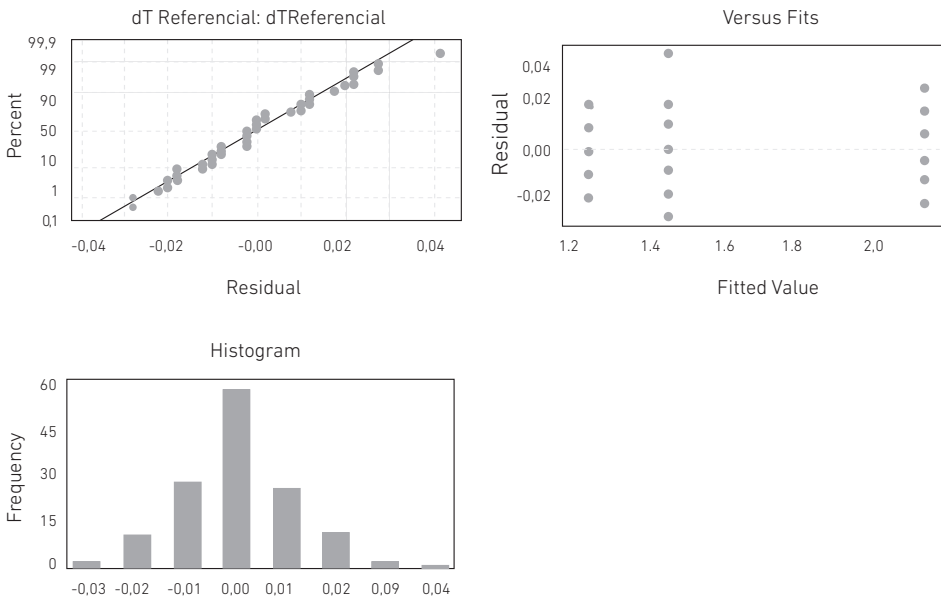 dT Referencial: dTReferencial
99,9
99
90
50
10
1
0,1
Percent
-0,04 -0,02 -0,00 0,02 0,04
Residual
Versus Fits
0,04
0,02
0,00
-0,02
Residual
1.2 1.4 1.6 1.8 2,0
Fitted Value
Histogram
60
45
30
15
0
Frequency
-0,03 -0,02 -0,01 0,00 0,01 0,02 0,09 0,04